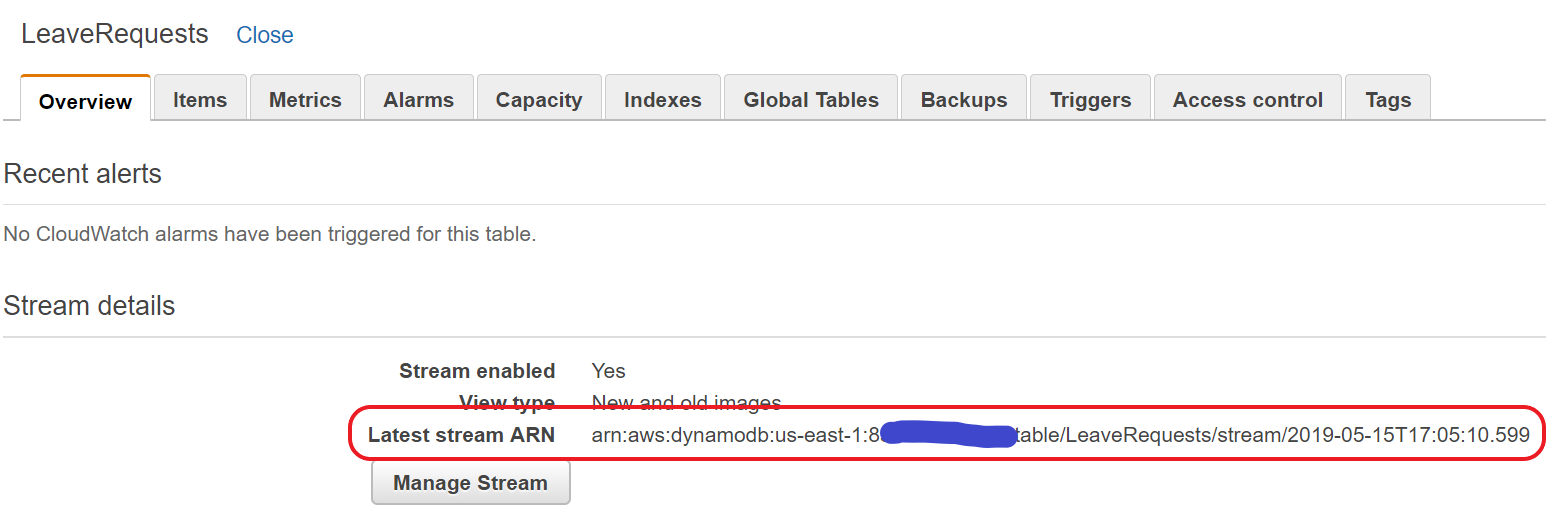 LeaveRequests Close
Overview Items Metrics Alarms Capacity Indexes Global Tables Backups Triggers Access control Tags
Recent alerts
No CloudWatch alarms have been triggered for this table.
Stream details
Stream enabled Yes
View type New and old images
Latest stream ARN arn:aws:dynamodb:us-east-1:8 table/LeaveRequests/stream/2019-05-15T17:05:10.599
Manage Stream